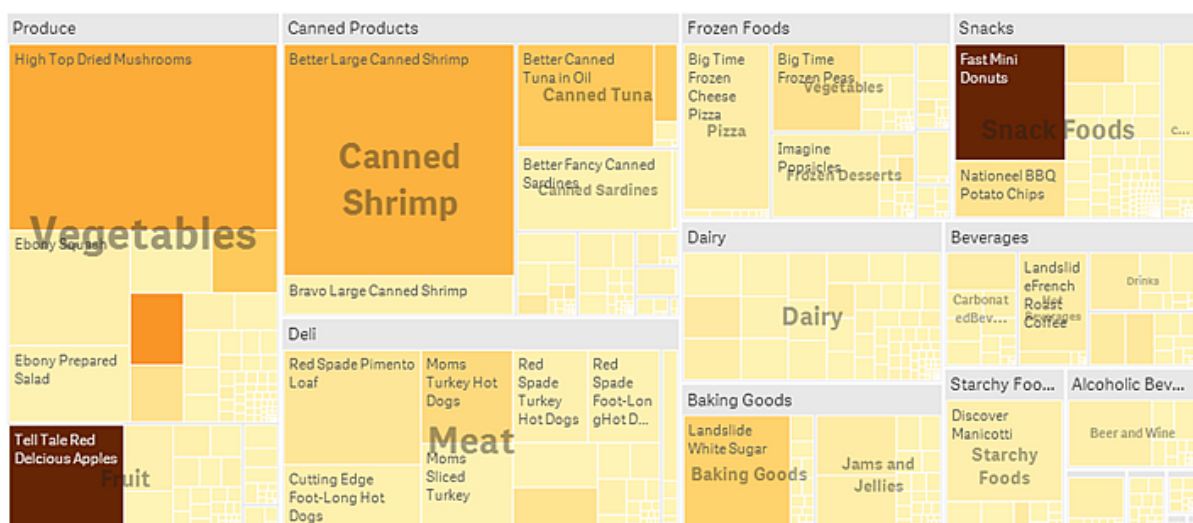 Produce
High Top Dried Mushrooms
Vegetables
Ebony Squash
Ebony Prepared
Salad
Tell Tale Red
Delcious Apples
Fruit
Canned Products
Better Large Canned Shrimp
Canned
Shrimp
Bravo Large Canned Shrimp
Better Canned
Tuna in Oil
Canned Tuna
Better Fancy Canned
Sardines
Canned Sardines
Deli
Red Spade Pimento
Loaf
Cutting Edge
Foot-Long Hot
Dogs
Moms
Turkey Hot
Dogs
Meat
Moms
Sliced
Turkey
Red
Spade
Turkey
Hot Dogs
Red
Spade
Foot-Lon
gHot D...
Frozen Foods
Big Time
Frozen
Cheese
Pizza
Pizza
Big Time
Frozen Peas
Vegetables
Imagine
Popsicles
Frozen Desserts
Dairy
Dairy
Baking Goods
Landslide
White Sugar
Baking Goods
Jams and
Jellies
Snacks
Fast Mini
Donuts
Snack Foods
C...
Nationeel BBQ
Potato Chips
Beverages
Carbonat
edBev...
Landslid
eFrench
Roast
Coffee
Hot
Beverages
Drinks
Starchy Foo...
Discover
Manicotti
Starchy
Foods
Alcoholic Bev...
Beer and Wine